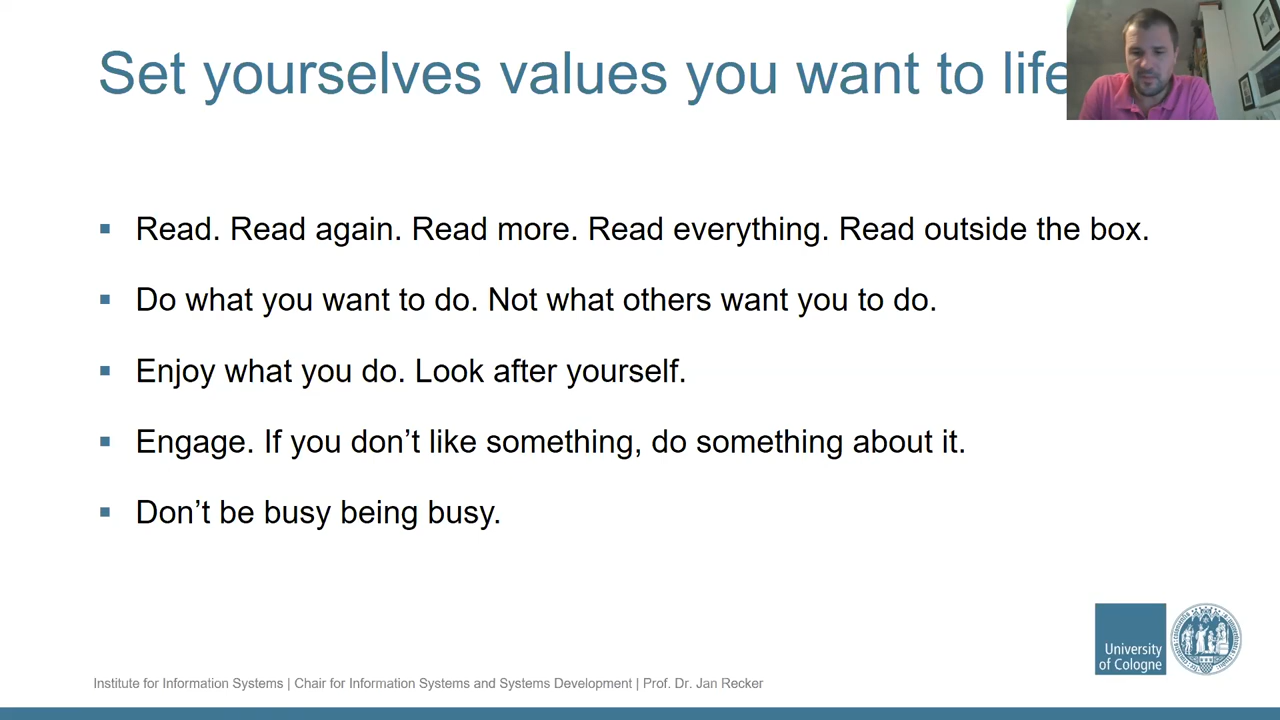 Set yourselves values you want to life
Read. Read again. Read more. Read everything. Read outside the box.
Do what you want to do. Not what others want you to do.
Enjoy what you do. Look after yourself.
Engage. If you don’t like something, do something about it.
Don’t be busy being busy.
University
of Cologne
Institute for Information Systems | Chair for Information Systems and Systems Development | Prof. Dr. Jan Recker